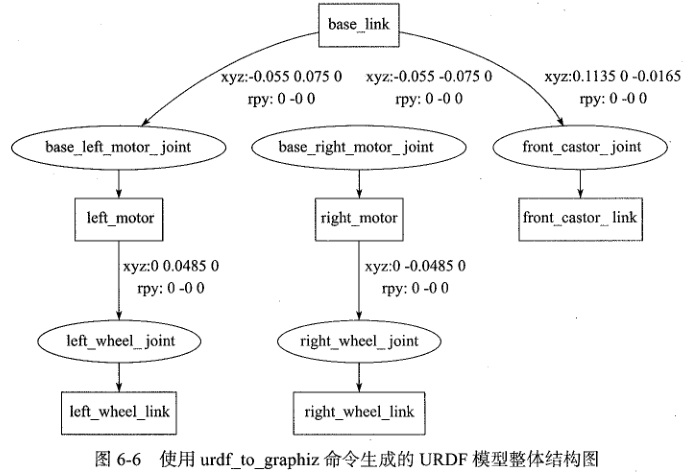 base_link
xyz:-0.055 0.075 0
rpy: 0 -0 0
xyz:-0.055 -0.075 0
rpy: 0 -0 0
xyz:0.1135 0 -0.0165
rpy: 0 -0 0
base_left_motor_joint
base_right_motor_joint
front_castor_joint
left_motor
right_motor
front_castor_link
xyz:0 0.0485 0
rpy: 0 -0 0
xyz:0 -0.0485 0
rpy: 0 -0 0
left_wheel_joint
right_wheel_joint
left_wheel_link
right_wheel_link
图 6-6 使用 urdf_to_graphiz 命令生成的 URDF 模型整体结构图